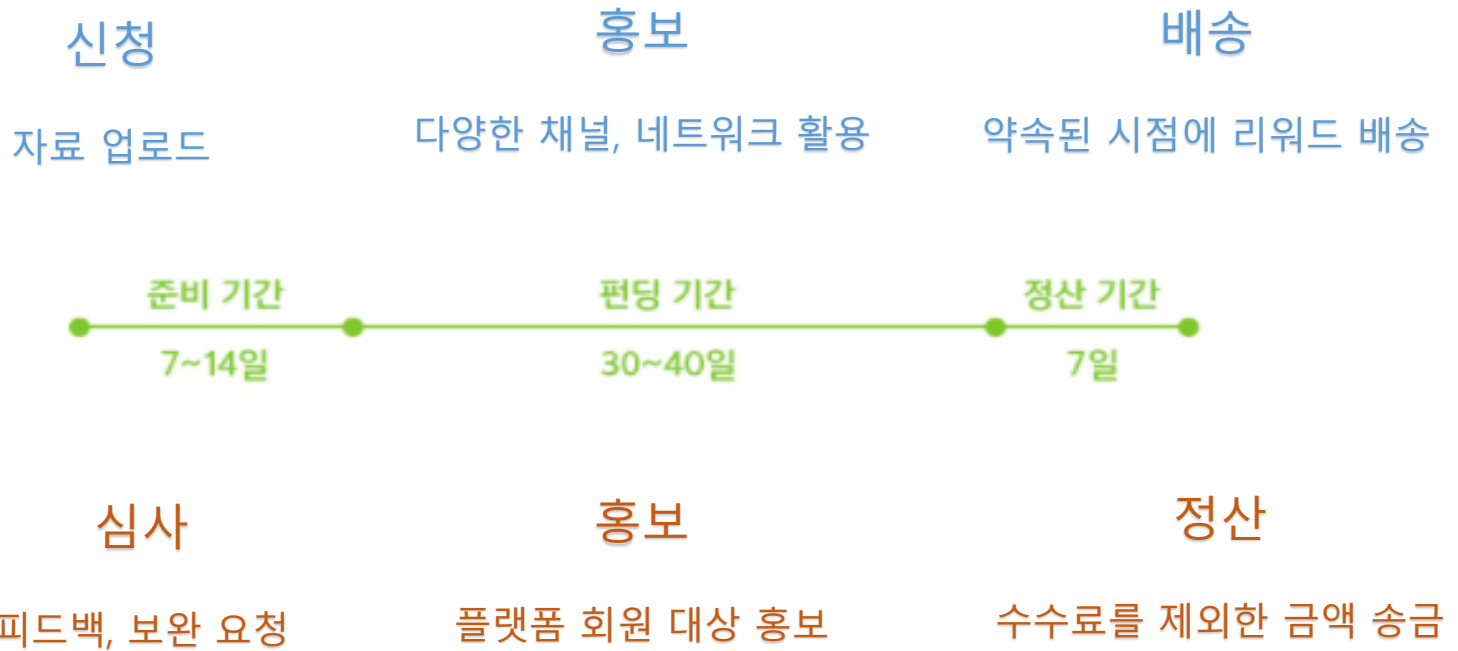 신청
홍보
배송
자료 업로드
다양한 채널, 네트워크 활용
약속된 시점에 리워드 배송
준비 기간
펀딩 기간
정산 기간
7~14일
30~40일
7일
심사
홍보
정산
피드백, 보완 요청
플랫폼 회원 대상 홍보
수수료를 제외한 금액 송금